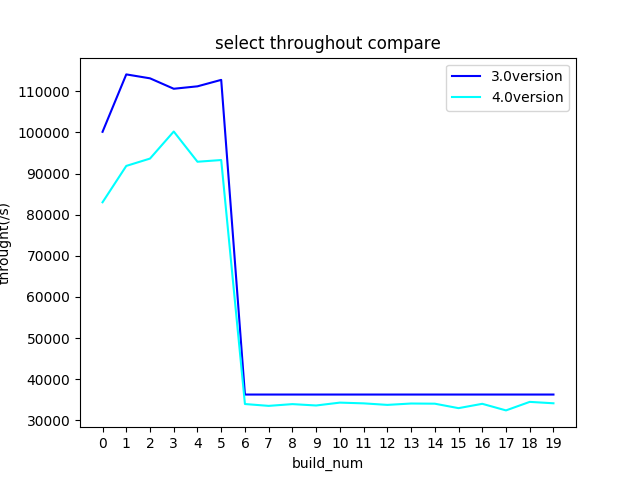 select throughout compare
3.0version
4.0version
110000
100000
90000
80000
70000
60000
50000
40000
30000
throught(/s)
0 1 2 3 4 5 6 7 8 9 10 11 12 13 14 15 16 17 18 19
build_num